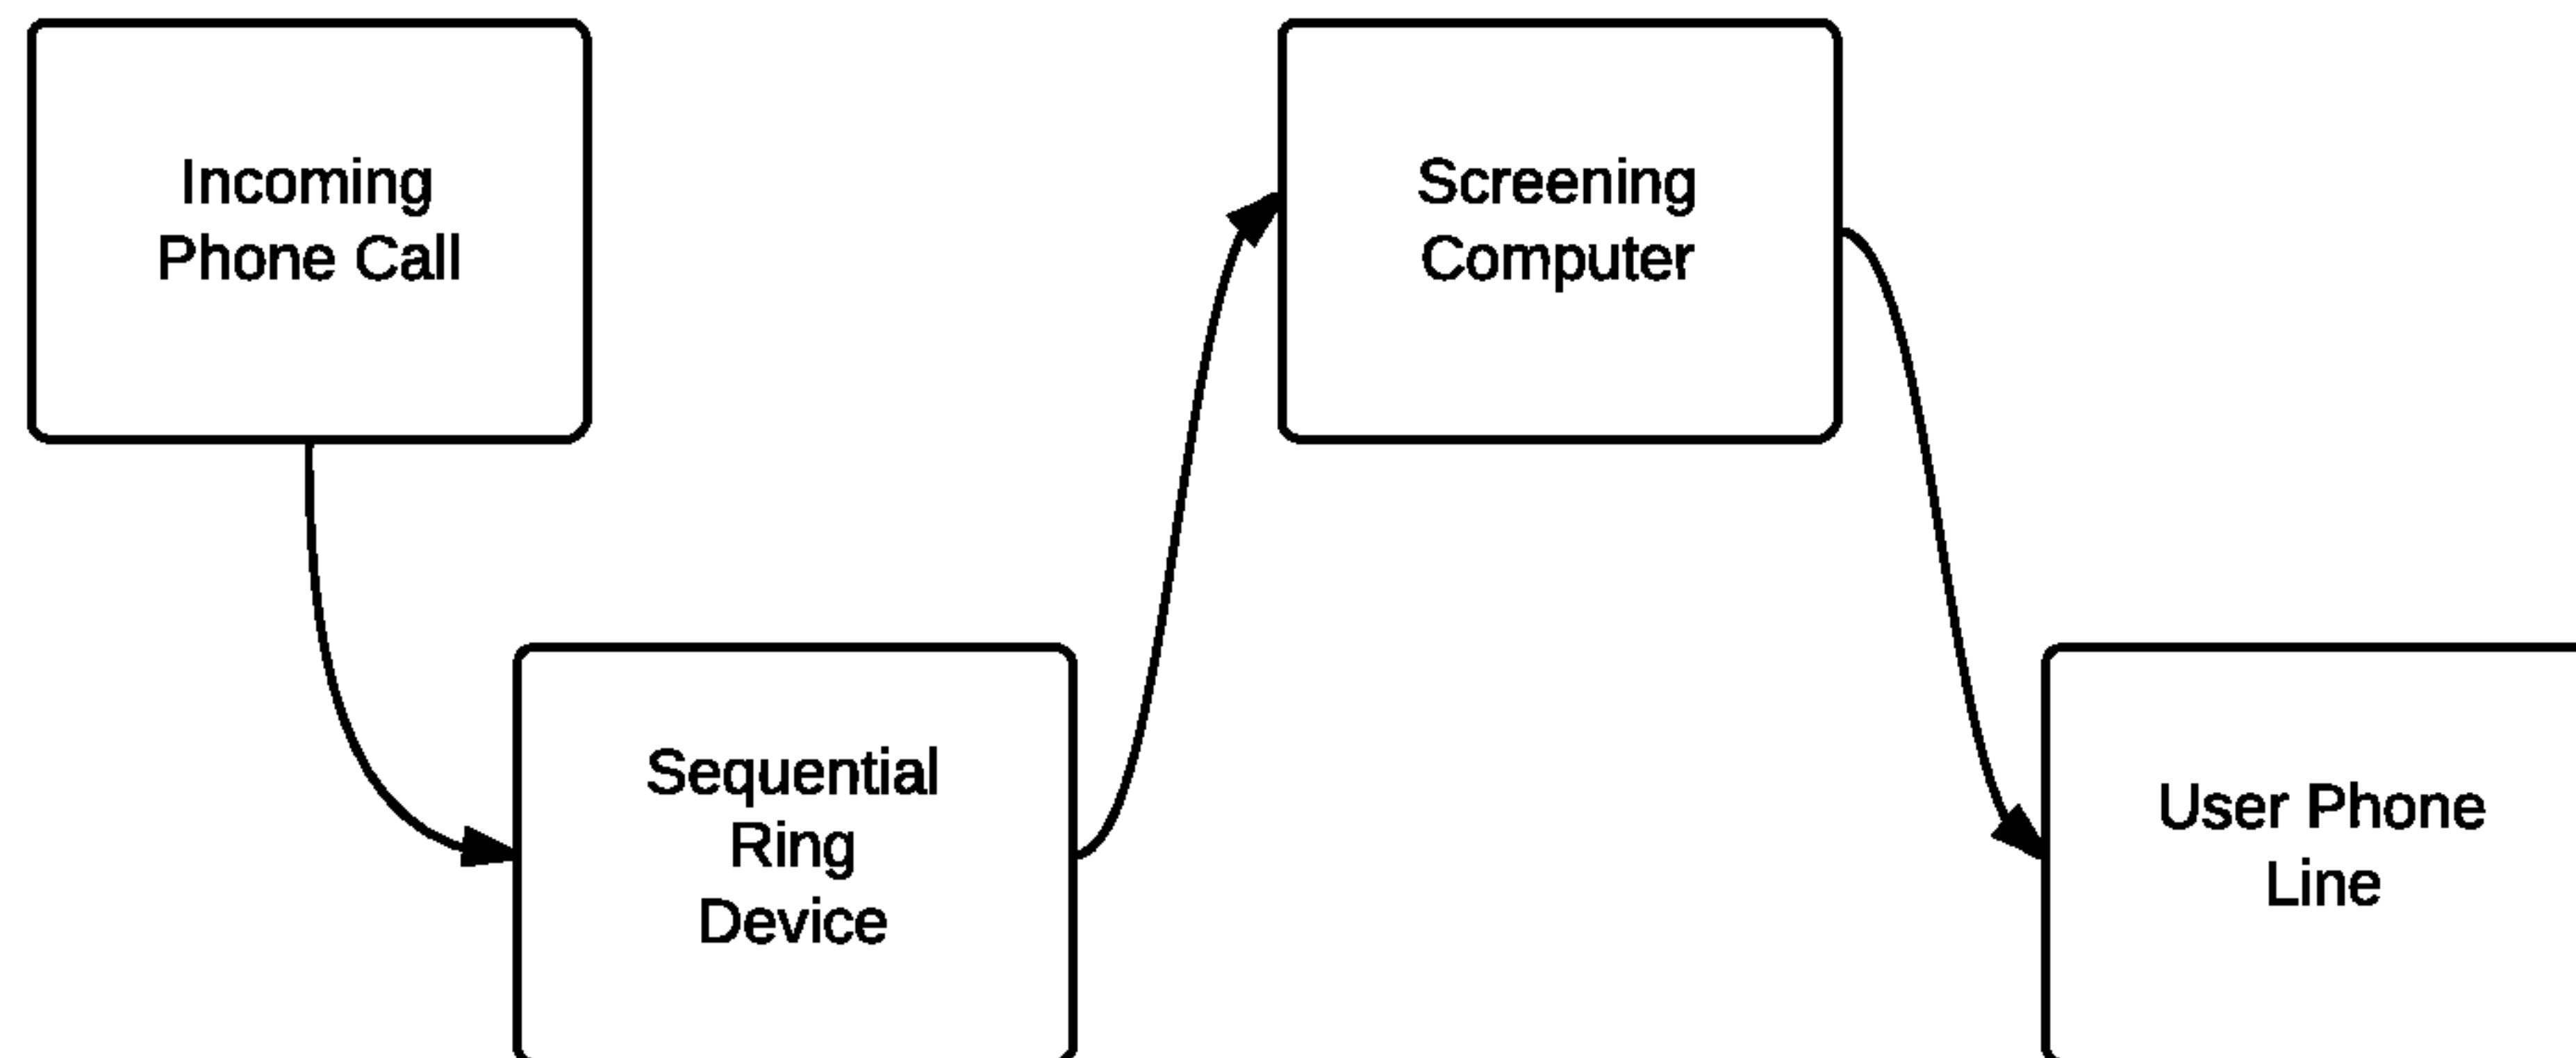 Incoming
Phone Call
Sequential
Ring
Device
Screening
Computer
User Phone
Line